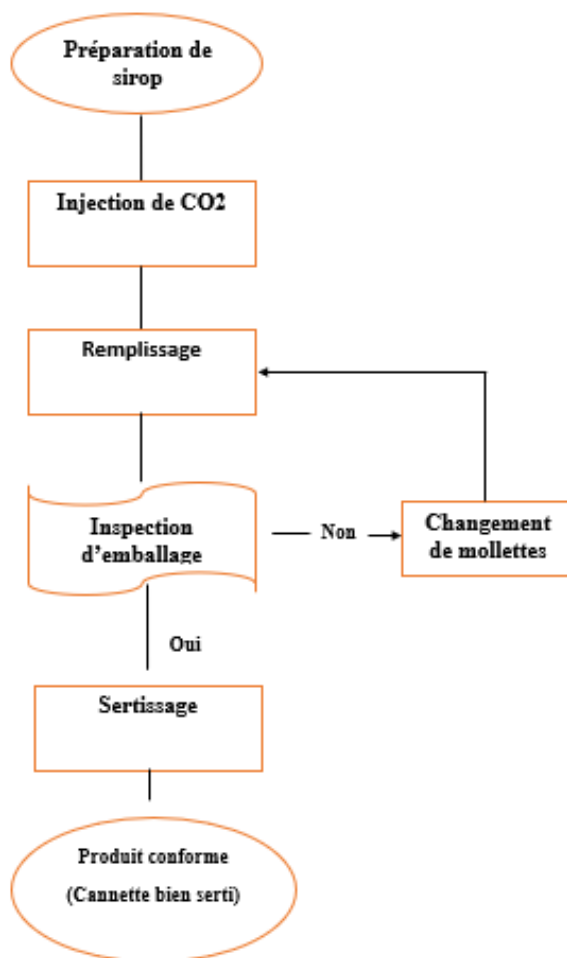 Préparation de
sirop
Injection de CO2
Remplissage
Inspection
d'emballage
Non
Changement
de mollettes
Oui
Sertissage
Produit conforme
(Cannette bien serti)